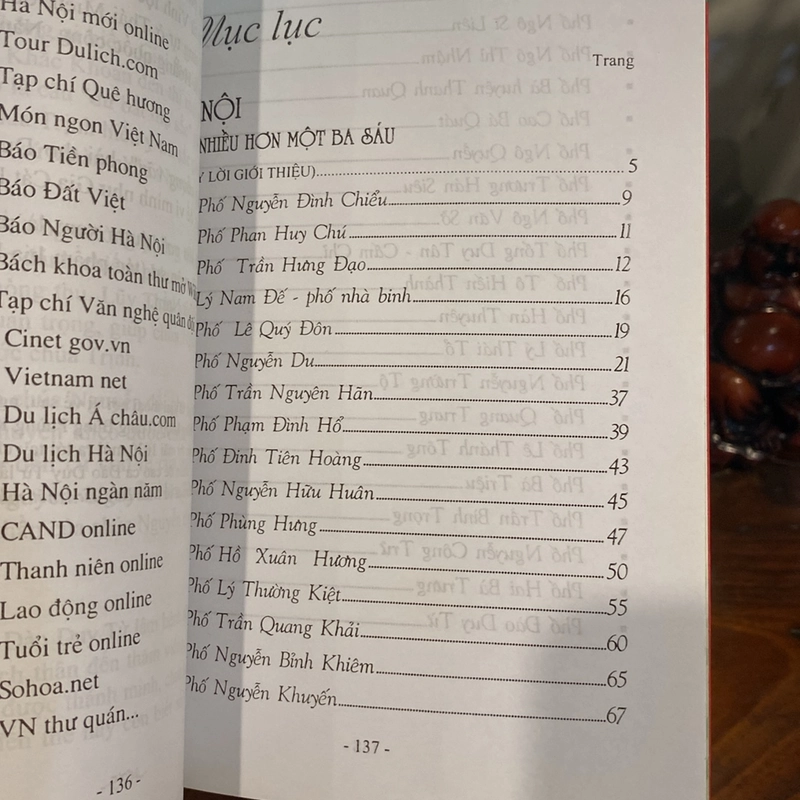 Hà Nội mới online
Tour Dulich.com
Tạp chí Quê hương
Món ngon Việt Nam
Báo Tiền phong
Báo Đất Việt
Báo Người Hà Nội
Bách khoa toàn thư mở
Tạp chí Văn nghệ quân đội
Cinet gov.vn
Vietnam net
Du lịch Á châu.com
Du lịch Hà Nội
Hà Nội ngàn năm
CAND online
Thanh niên online
Lao động online
Tuổi trẻ online
Sohoa.net
VN thư quán...
- 136 -
Mục lục
Trang
NỘI
NHIỀU HƠN MỘT BA SÁU
LỜI GIỚI THIỆU)..... 5
Phố Nguyễn Đình Chiểu..... 9
Phố Phan Huy Chú..... 11
Phố Trần Hưng Đạo..... 12
Lý Nam Đế - phố nhà binh..... 16
Phố Lê Quý Đôn..... 19
Phố Nguyễn Du..... 21
Phố Trần Nguyên Hãn..... 37
Phố Phạm Đình Hổ..... 39
Phố Đinh Tiên Hoàng..... 43
Phố Nguyễn Hữu Huân..... 45
Phố Phùng Hưng..... 47
Phố Hồ Xuân Hương..... 50
Phố Lý Thường Kiệt..... 55
Phố Trần Quang Khải..... 60
Phố Nguyễn Bỉnh Khiêm..... 65
Phố Nguyễn Khuyến..... 67
- 137 -